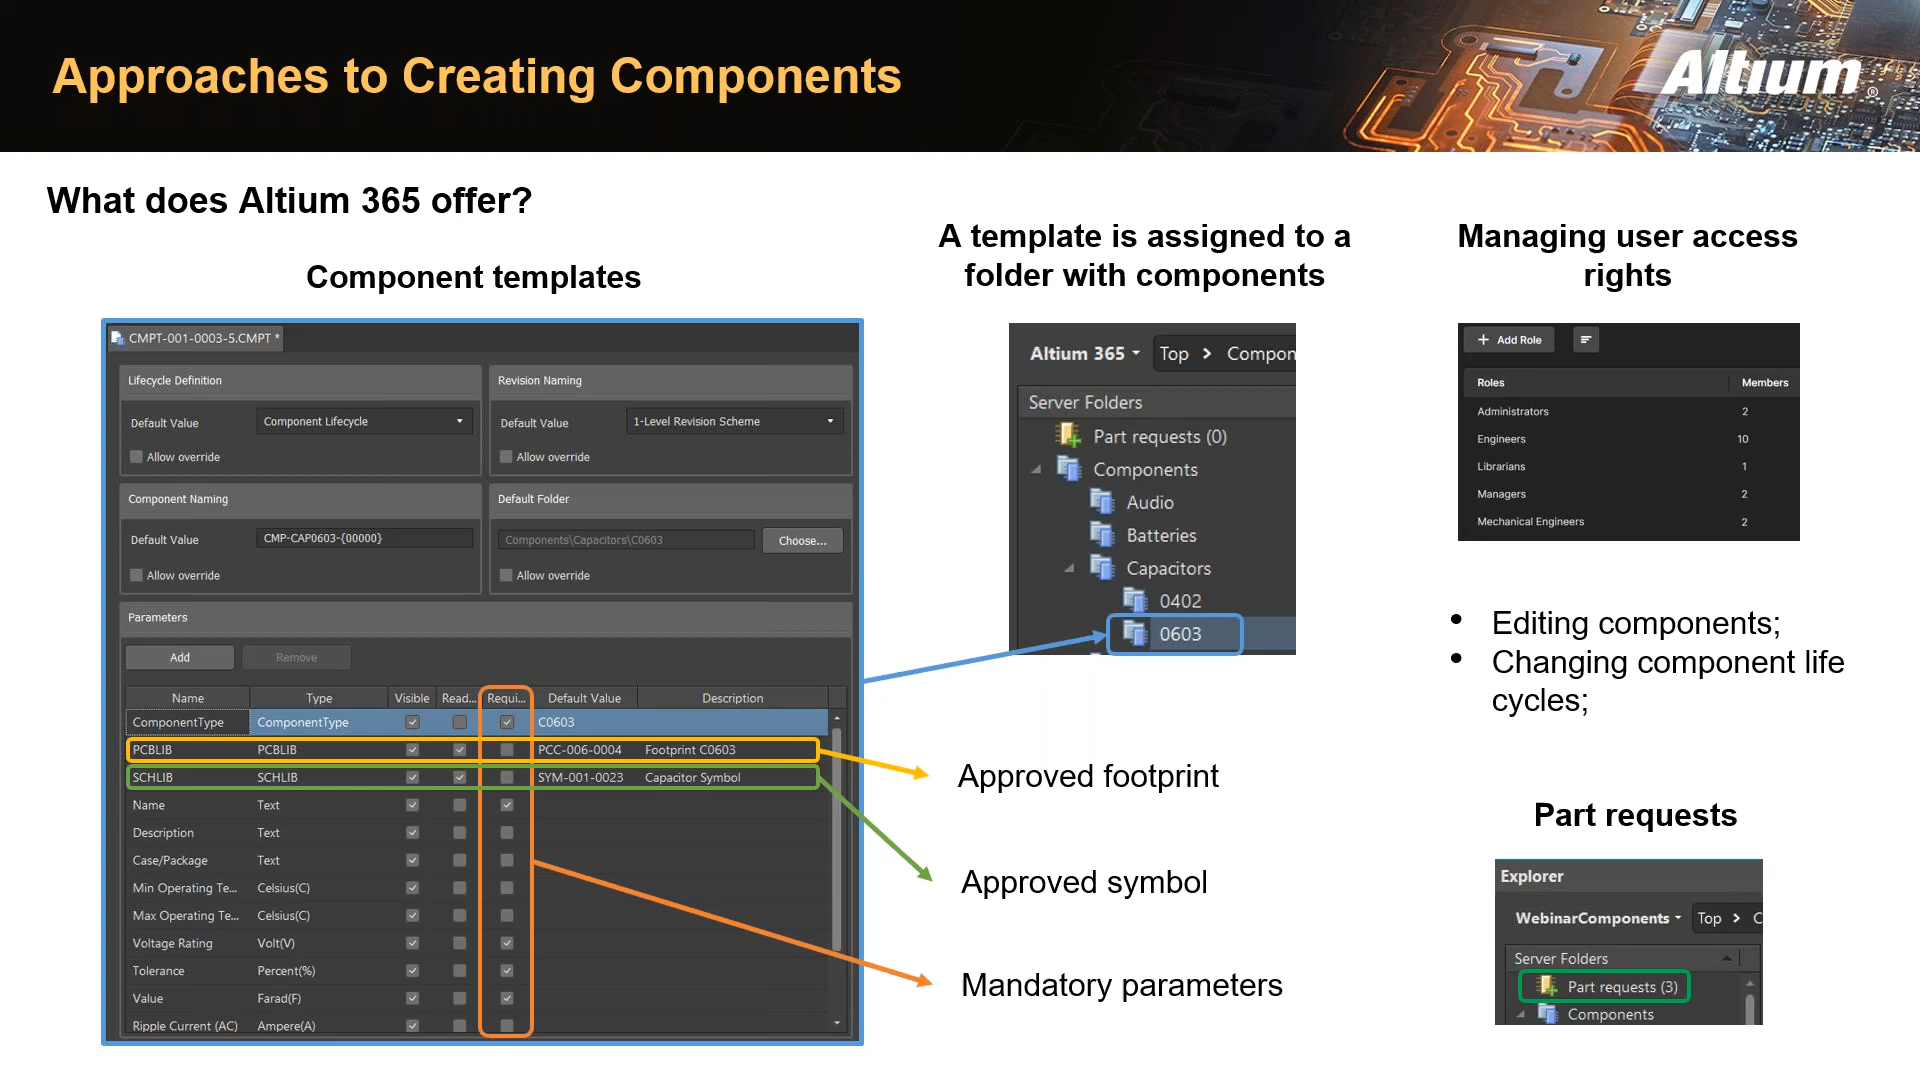 Approaches to Creating Components
Altium®
What does Altium 365 offer?
Component templates
CMPT-001-0003-5.CMPT *
Lifecycle Definition
Default Value
Component Lifecycle
Allow override
Revision Naming
Default Value
1-Level Revision Scheme
Allow override
Component Naming
Default Value
CMP-CAP0603-{00000}
Allow override
Default Folder
Components\Capacitors\C0603
Choose...
Allow override
Parameters
Add
Remove
Name Type Visible Read... Requi... Default Value Description
ComponentType ComponentType C0603
PCBLIB PCBLIB PCC-006-0004 Footprint C0603
SCHLIB SCHLIB SYM-001-0023 Capacitor Symbol
Name Text
Description Text
Case/Package Text
Min Operating Te... Celsius(C)
Max Operating Te... Celsius(C)
Voltage Rating Volt(V)
Tolerance Percent(%)
Value Farad(F)
Ripple Current (AC) Ampere(A)
A template is assigned to a
folder with components
Altium 365 Top > Compon
Server Folders
Part requests (0)
Components
Audio
Batteries
Capacitors
0402
0603
Approved footprint
Approved symbol
Mandatory parameters
Managing user access
rights
+ Add Role
Roles Members
Administrators 2
Engineers 10
Librarians 1
Managers 2
Mechanical Engineers 2
• Editing components;
• Changing component life
cycles;
Part requests
Explorer
WebinarComponents Top > C
Server Folders
Part requests (3)
Components